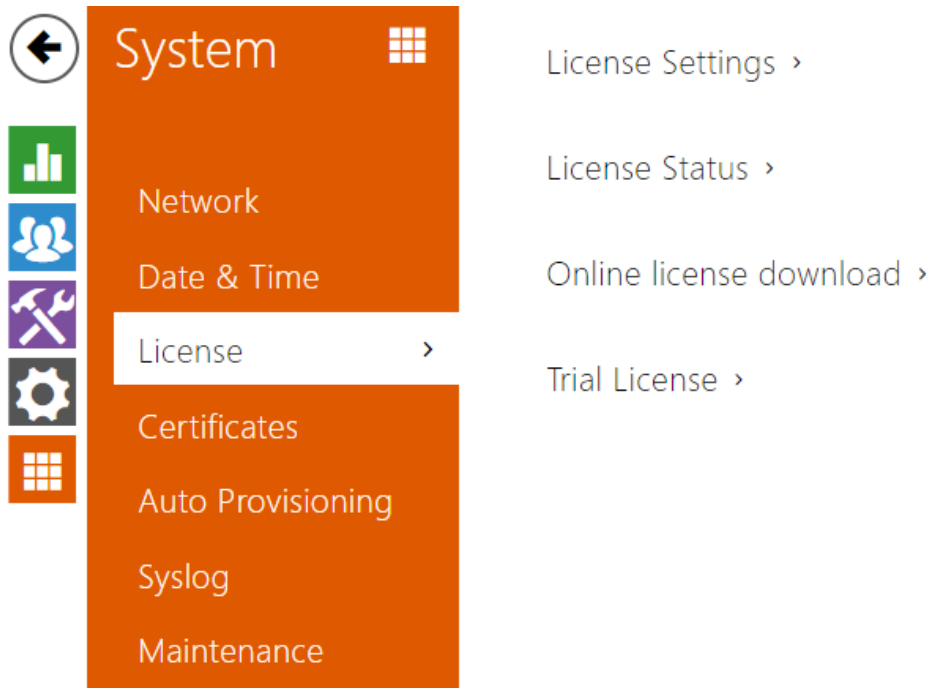 System
Network
Date & Time
License
Certificates
Auto Provisioning
Syslog
Maintenance
License Settings
License Status
Online license download
Trial License